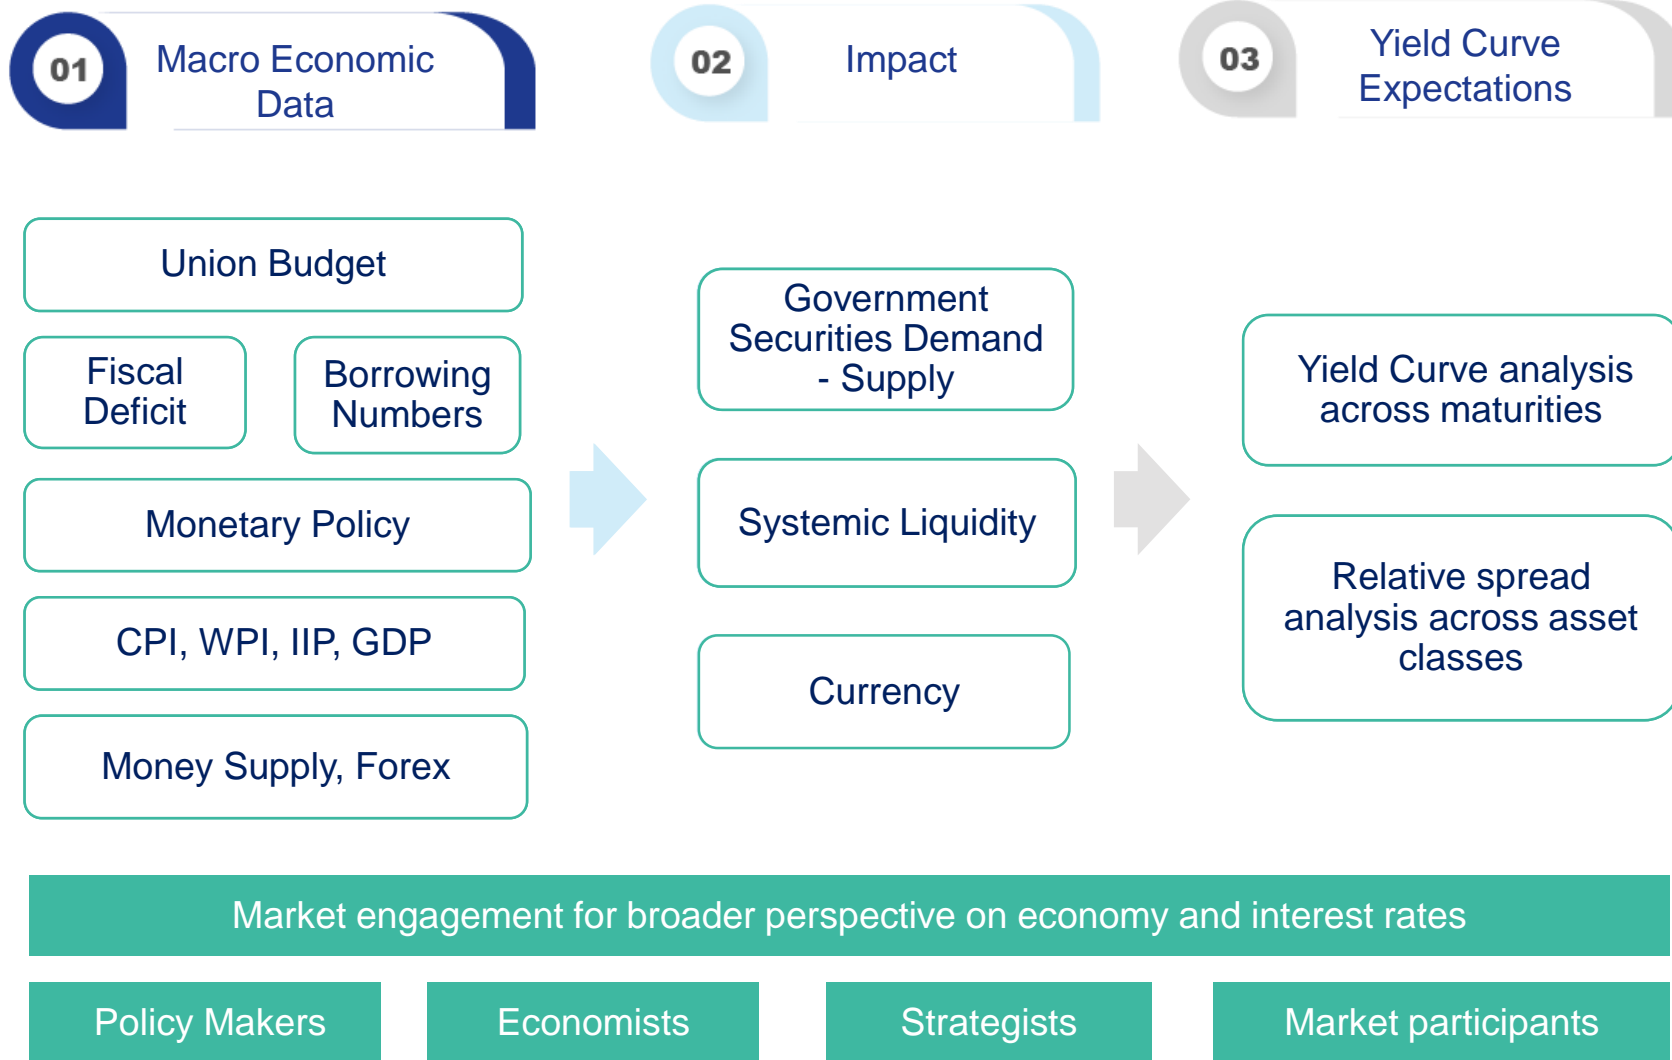 01
Macro Economic
Data
02
Impact
03
Yield Curve
Expectations
Union Budget
Fiscal
Deficit
Borrowing
Numbers
Monetary Policy
CPI, WPI, IIP, GDP
Money Supply, Forex
Government
Securities Demand
- Supply
Systemic Liquidity
Currency
Yield Curve analysis
across maturities
Relative spread
analysis across asset
classes
Market engagement for broader perspective on economy and interest rates
Policy Makers
Economists
Strategists
Market participants